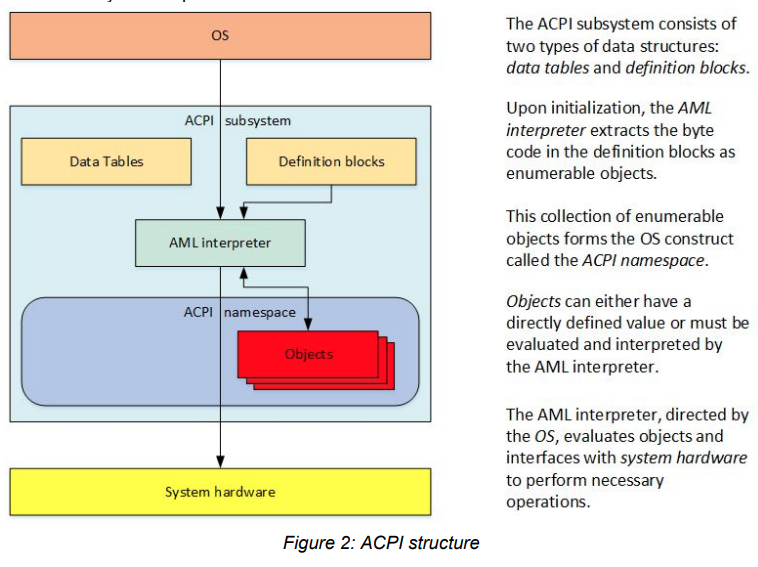 OS
ACPI subsystem
Data Tables
Definition blocks
AML interpreter
ACPI namespace
Objects
System hardware
The ACPI subsystem consists of
two types of data structures:
data tables and definition blocks.
Upon initialization, the AML
interpreter extracts the byte
code in the definition blocks as
enumerable objects.
This collection of enumerable
objects forms the OS construct
called the ACPI namespace.
Objects can either have a
directly defined value or must be
evaluated and interpreted by
the AML interpreter.
The AML interpreter, directed by
the OS, evaluates objects and
interfaces with system hardware
to perform necessary
operations.
Figure 2: ACPI structure